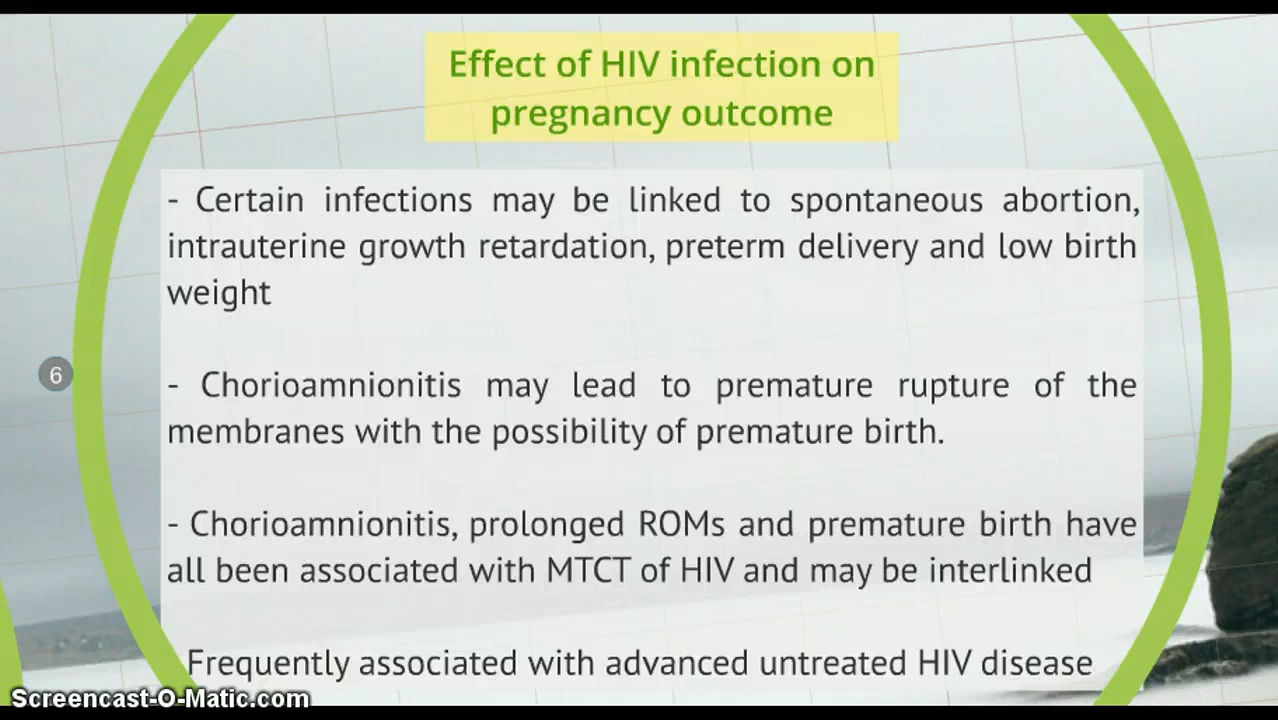 Effect of HIV infection on
pregnancy outcome
- Certain infections may be linked to spontaneous abortion,
intrauterine growth retardation, preterm delivery and low birth
weight
6
- Chorioamnionitis may lead to premature rupture of the
membranes with the possibility of premature birth.
- Chorioamnionitis, prolonged ROMs and premature birth have
all been associated with MTCT of HIV and may be interlinked
Frequently associated with advanced untreated HIV disease
Screencast-O-Matic.com